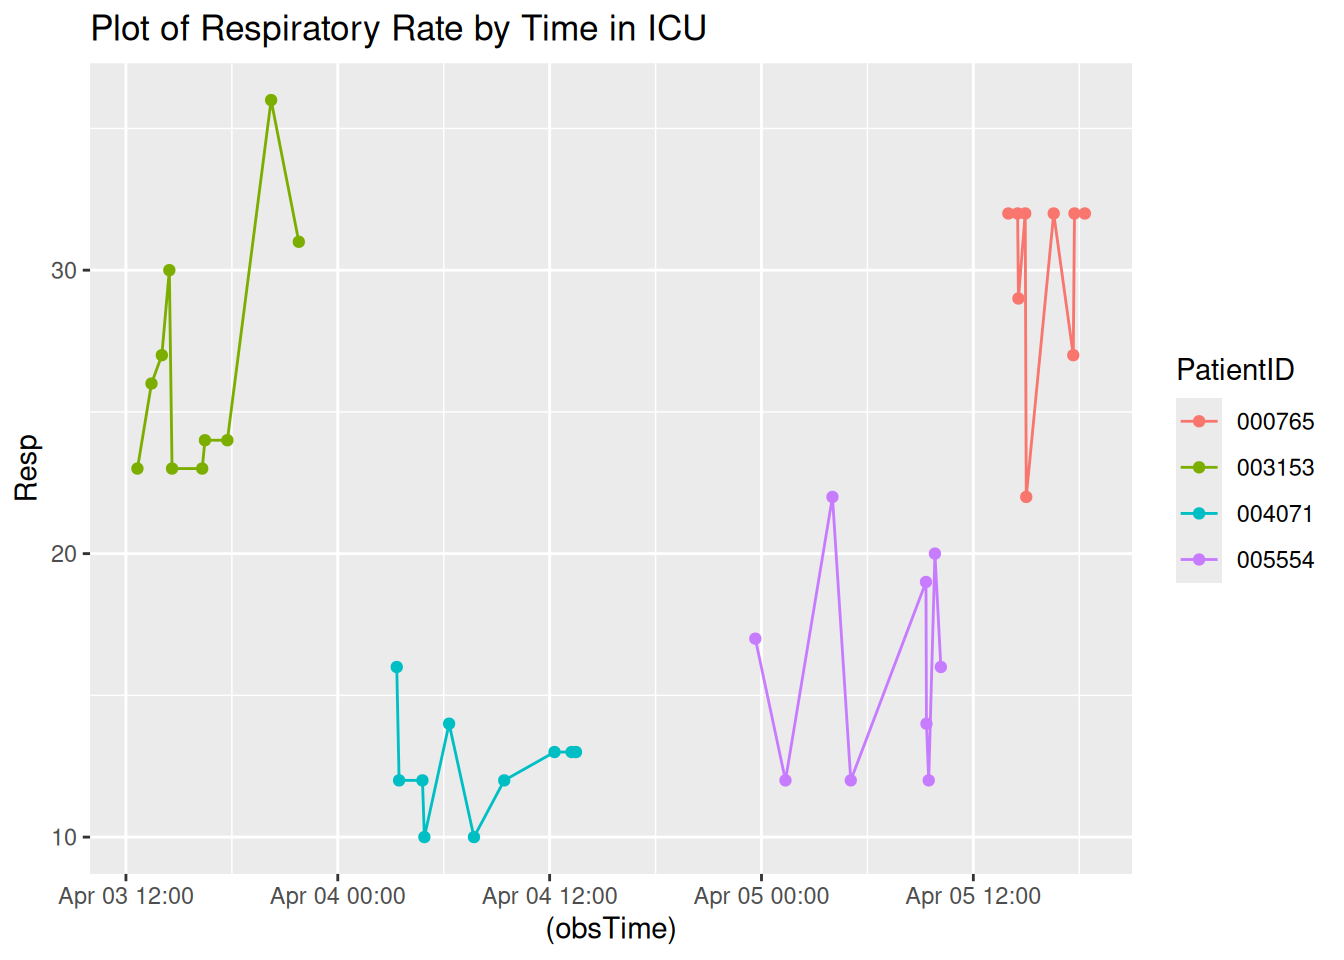 Plot of Respiratory Rate by Time in ICU
Resp
30
20
10
Apr 03 12:00
Apr 04 00:00
Apr 04 12:00
Apr 05 00:00
Apr 05 12:00
(obsTime)
PatientID
000765
003153
004071
005554